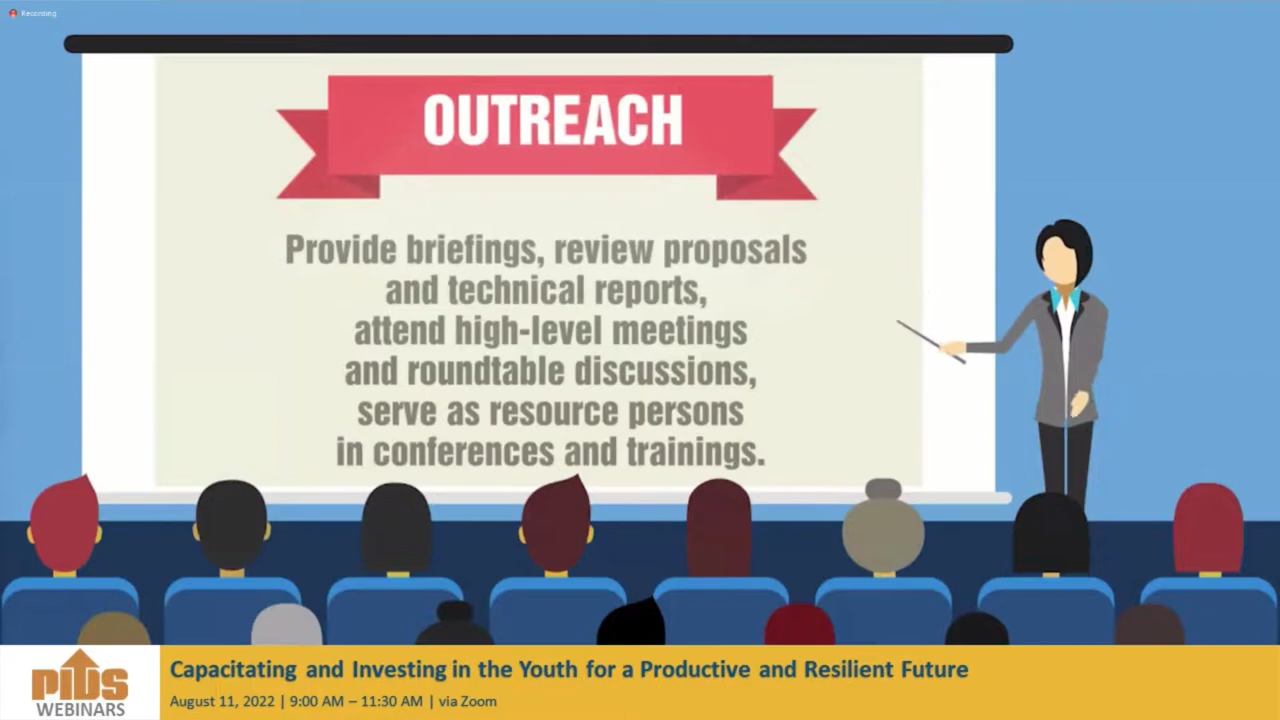 Recording
OUTREACH
Provide briefings, review proposals
and technical reports,
attend high-level meetings
and roundtable discussions,
serve as resource persons
in conferences and trainings.
pids
WEBINARS
Capacitating and Investing in the Youth for a Productive and Resilient Future
August 11, 2022 | 9:00 AM – 11:30 AM | via Zoom